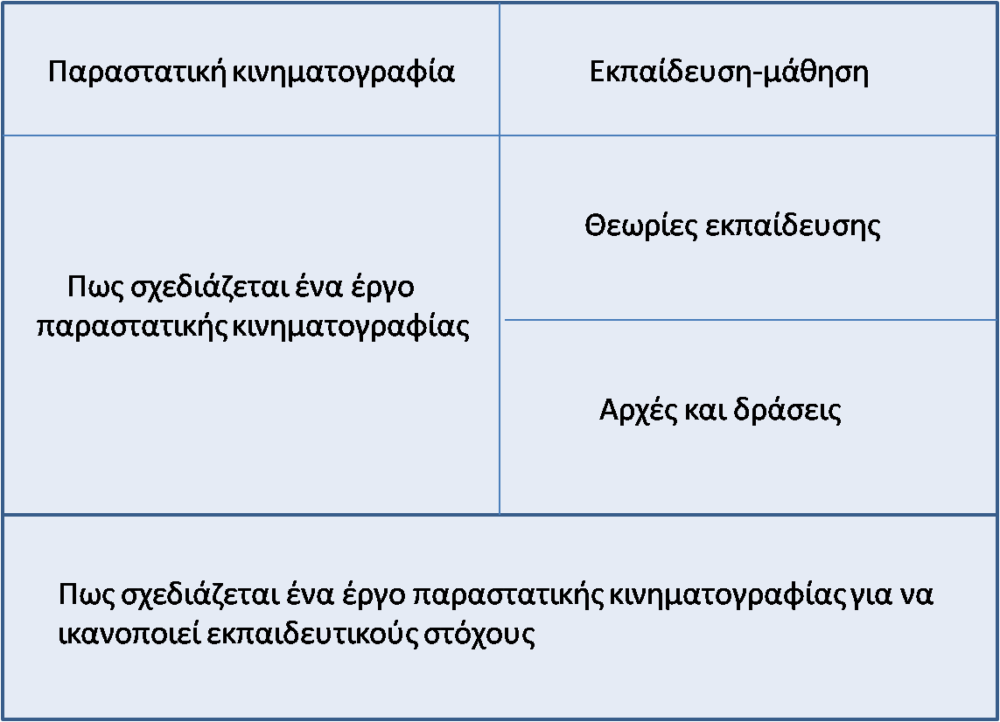 Παραστατική κινηματογραφία
Εκπαίδευση-μάθηση
Πως σχεδιάζεται ένα έργο
παραστατικής κινηματογραφίας
Θεωρίες εκπαίδευσης
Αρχές και δράσεις
Πως σχεδιάζεται ένα έργο παραστατικής κινηματογραφίας για να
ικανοποιεί εκπαιδευτικούς στόχους